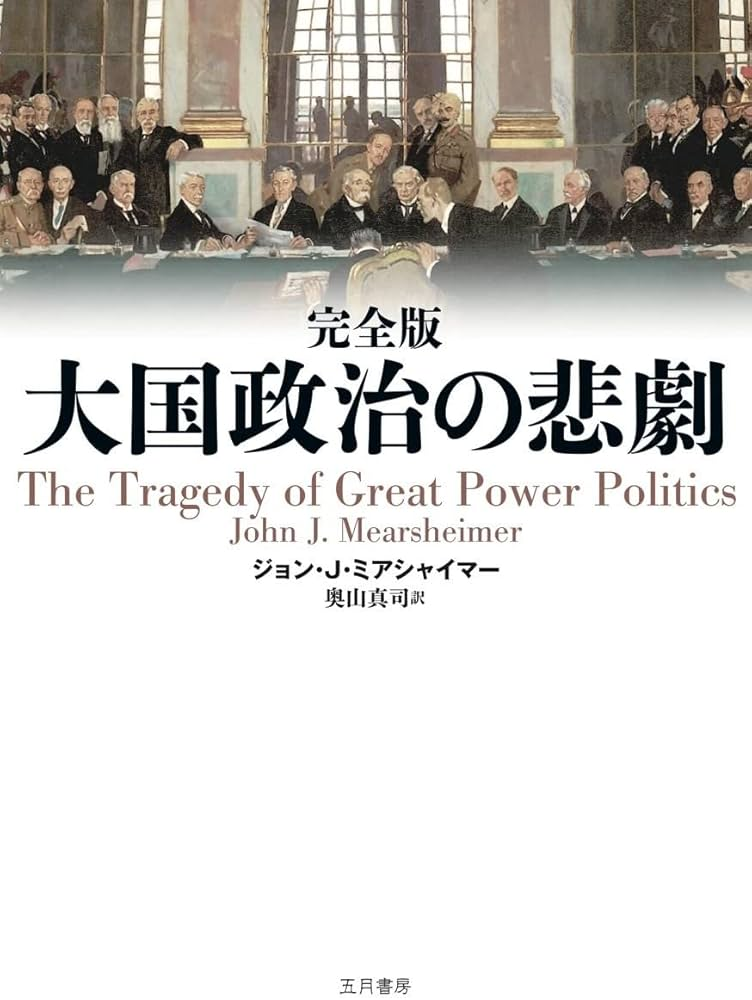 完全版
大国政治の悲劇
The Tragedy of Great Power Politics
John J. Mearsheimer
ジョン・J・ミアシャイマー
奥山真司訳
五月書房